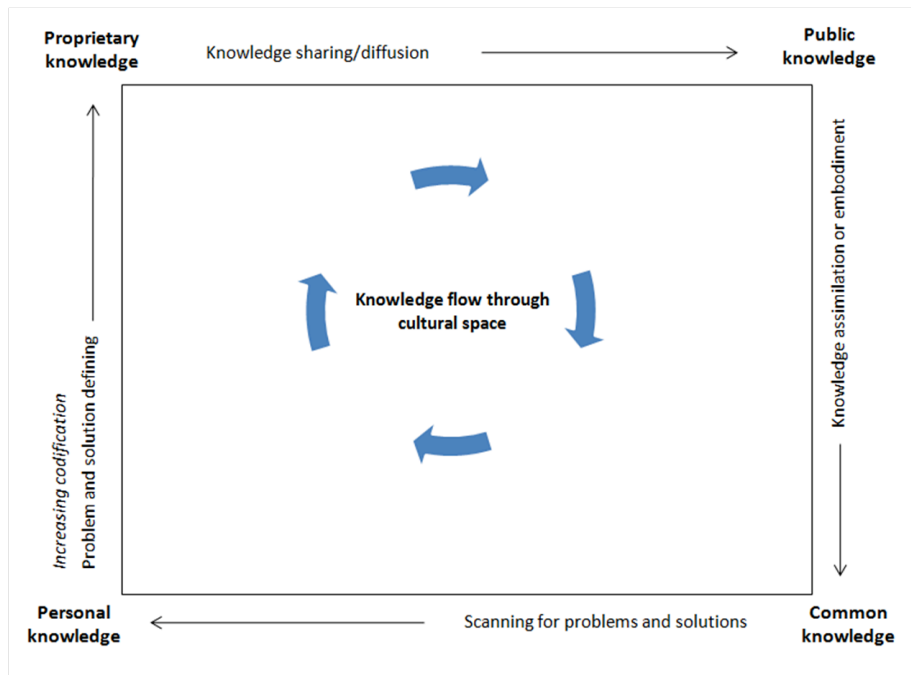 Proprietary
knowledge
Knowledge sharing/diffusion
Public
knowledge
Knowledge flow through
cultural space
Increasing codification
Problem and solution defining
Knowledge assimilation or embodiment
Personal
knowledge
Scanning for problems and solutions
Common
knowledge